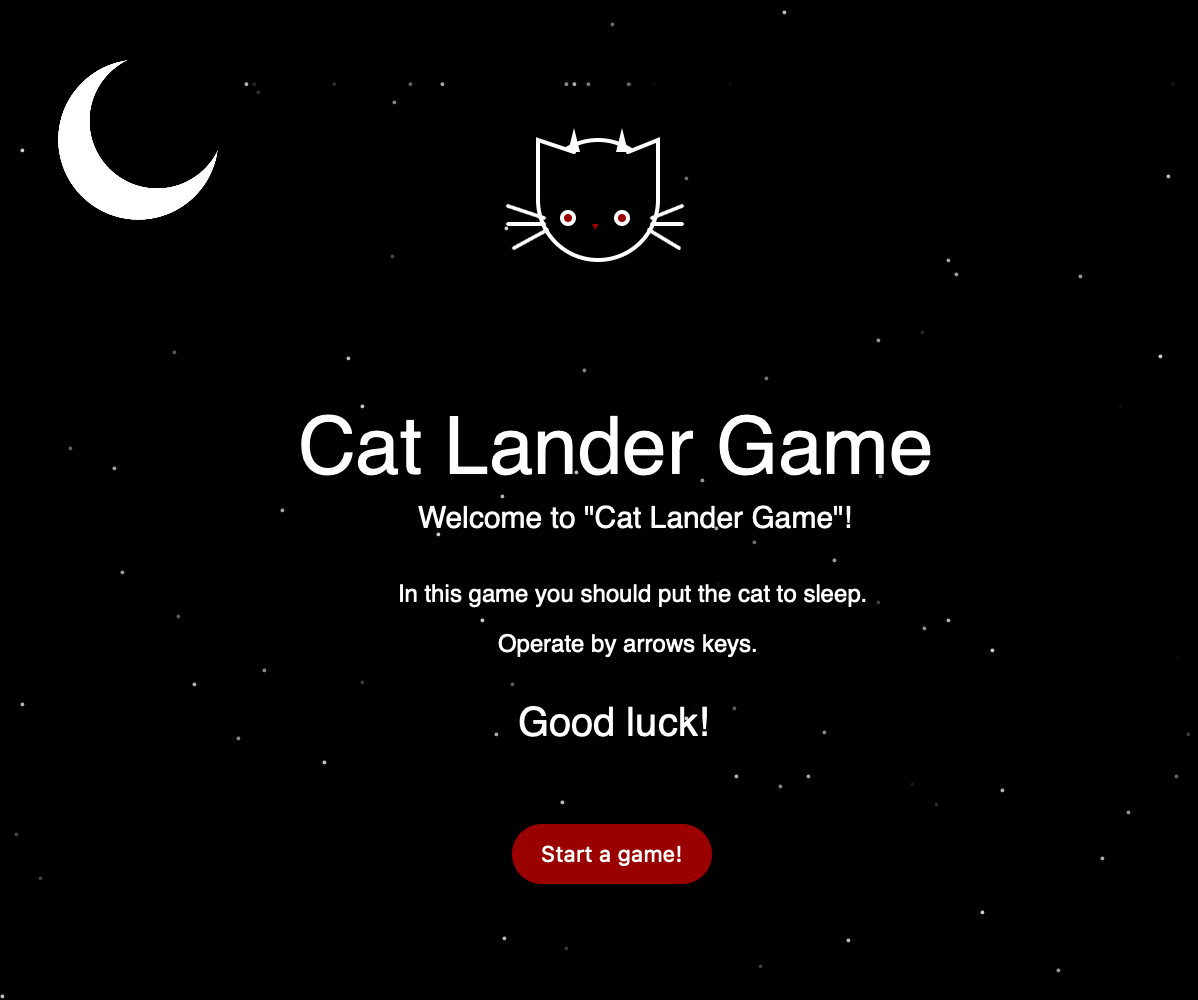 Cat Lander Game
Welcome to "Cat Lander Game"!
In this game you should put the cat to sleep.
Operate by arrows keys.
Good luck!
Start a game!